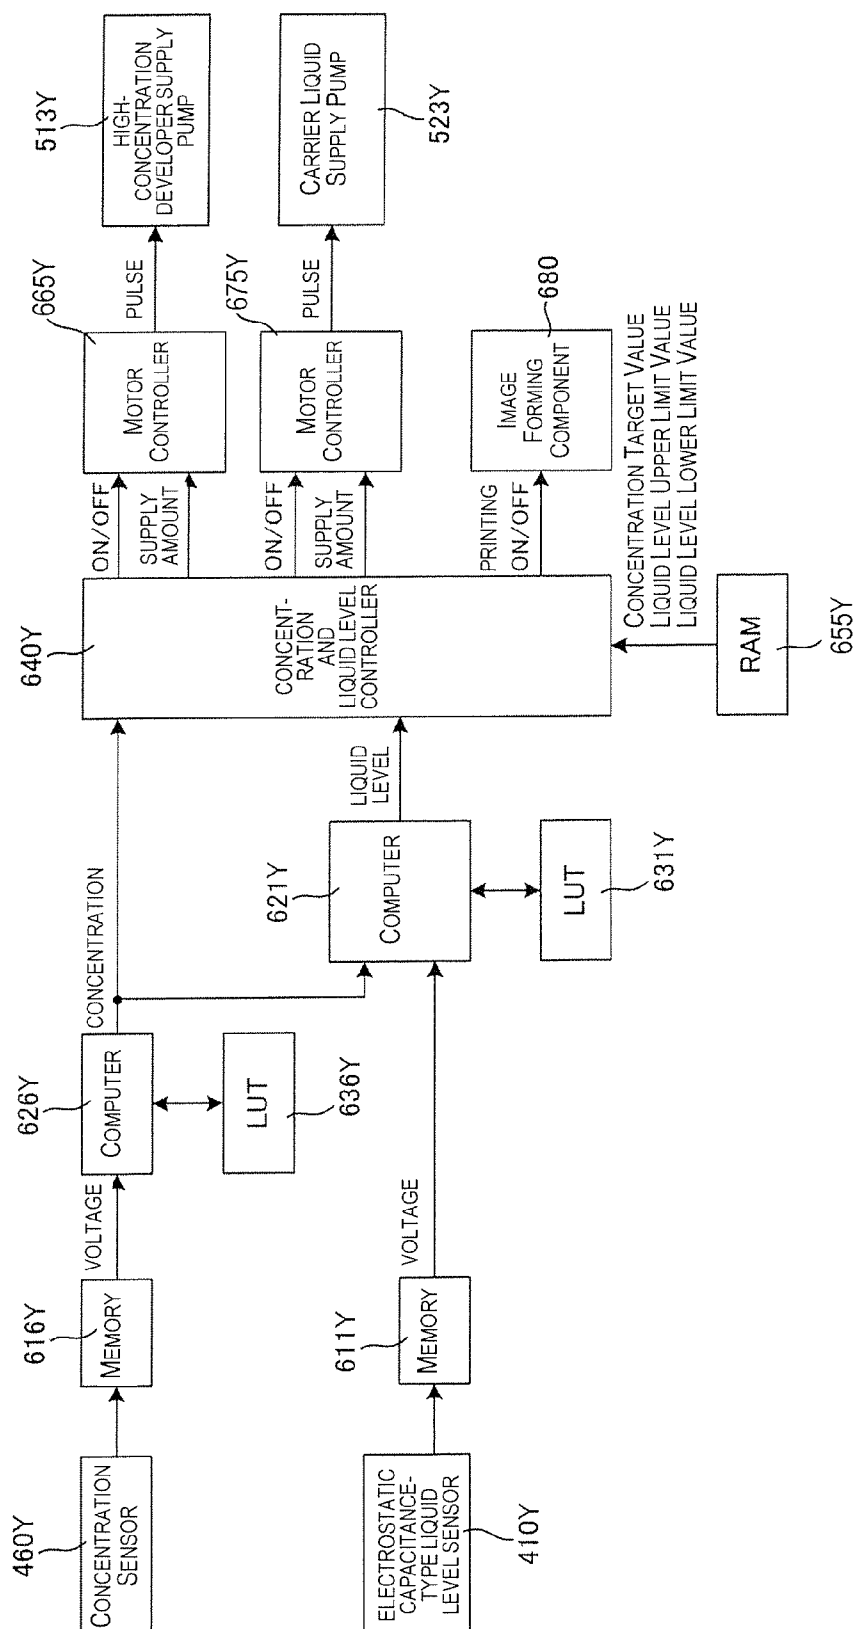 460Y
CONCENTRATION
SENSOR
616Y
MEMORY
VOLTAGE
626Y
COMPUTER
LUT
636Y
CONCENTRATION
ELECTROSTATIC
CAPACITANCE-
TYPE LIQUID
LEVEL SENSOR
410Y
611Y
MEMORY
VOLTAGE
621Y
COMPUTER
LUT
631Y
LIQUID
LEVEL
640Y
CONCENT-
RATION
AND
LIQUID LEVEL
CONTROLLER
RAM
655Y
CONCENTRATION TARGET VALUE
LIQUID LEVEL UPPER LIMIT VALUE
LIQUID LEVEL LOWER LIMIT VALUE
ON/OFF
SUPPLY
AMOUNT
665Y
MOTOR
CONTROLLER
PULSE
513Y
HIGH-
CONCENTRATION
DEVELOPER SUPPLY
PUMP
ON/OFF
SUPPLY
AMOUNT
675Y
MOTOR
CONTROLLER
PULSE
CARRIER LIQUID
SUPPLY PUMP
523Y
PRINTING
ON/OFF
IMAGE
FORMING
COMPONENT
680